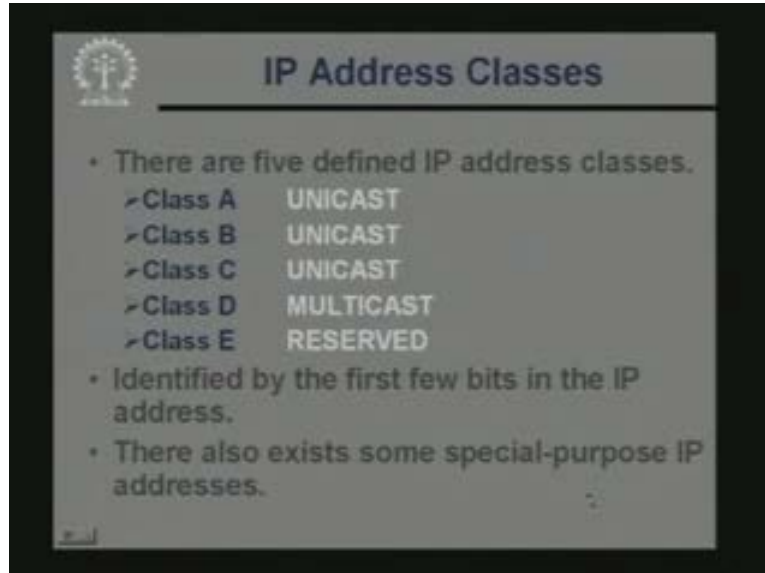 IP Address Classes
• There are five defined IP address classes.
➢Class A UNICAST
➢Class B UNICAST
➢Class C UNICAST
➢Class D MULTICAST
➢Class E RESERVED
• Identified by the first few bits in the IP
address.
• There also exists some special-purpose IP
addresses.